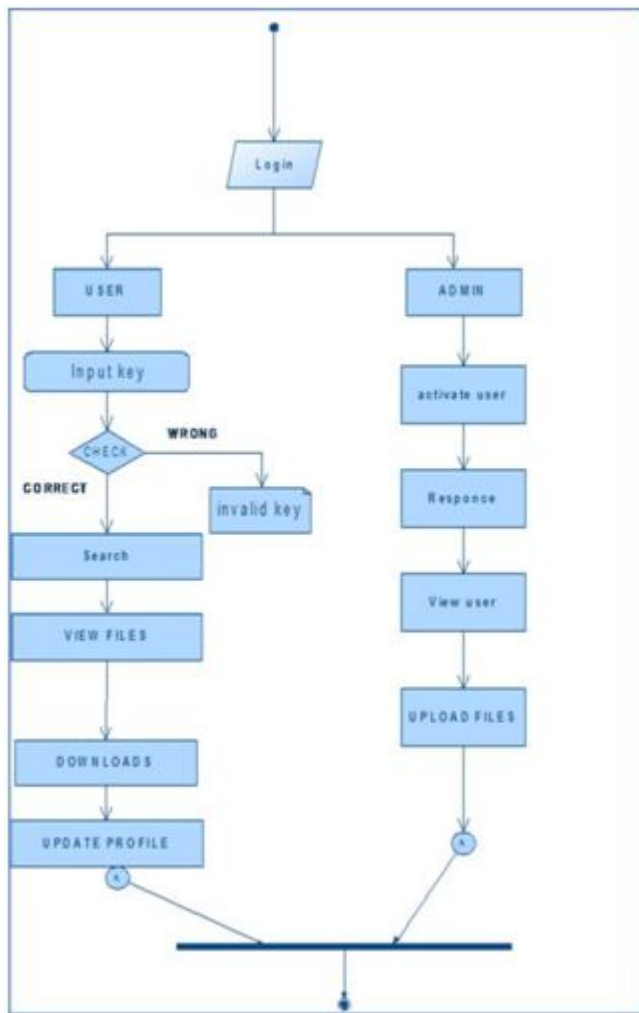 Login
USER
ADMIN
Input key
activate user
CHECK
WRONG
CORRECT
invalid key
Responce
Search
View user
VIEW FILES
UPLOAD FILES
DOWNLOADS
UPDATE PROFILE